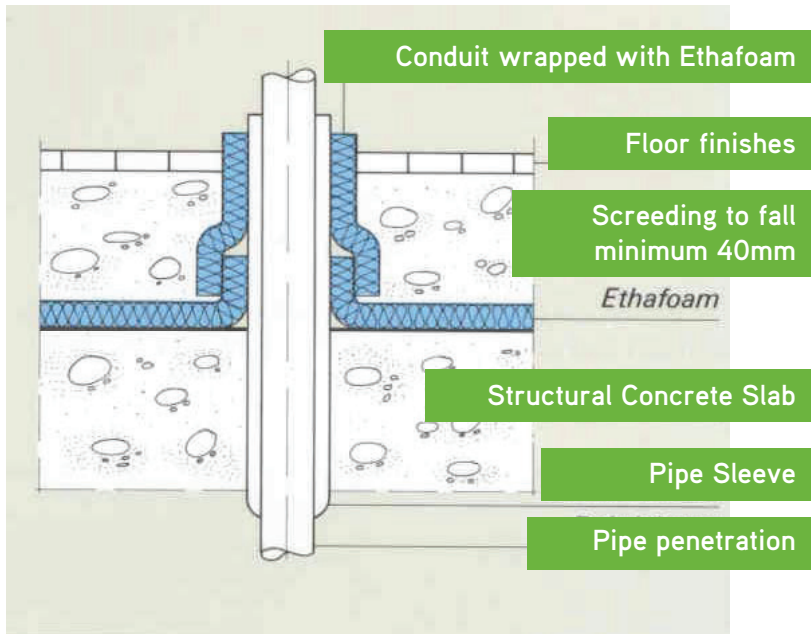 Conduit wrapped with Ethafoam
Floor finishes
Screeding to fall
minimum 40mm
Ethafoam
Structural Concrete Slab
Pipe Sleeve
Pipe penetration